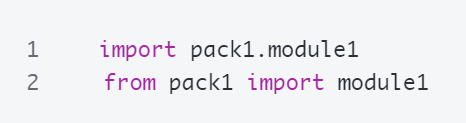 1 import pack1.module1
2 from pack1 import module1